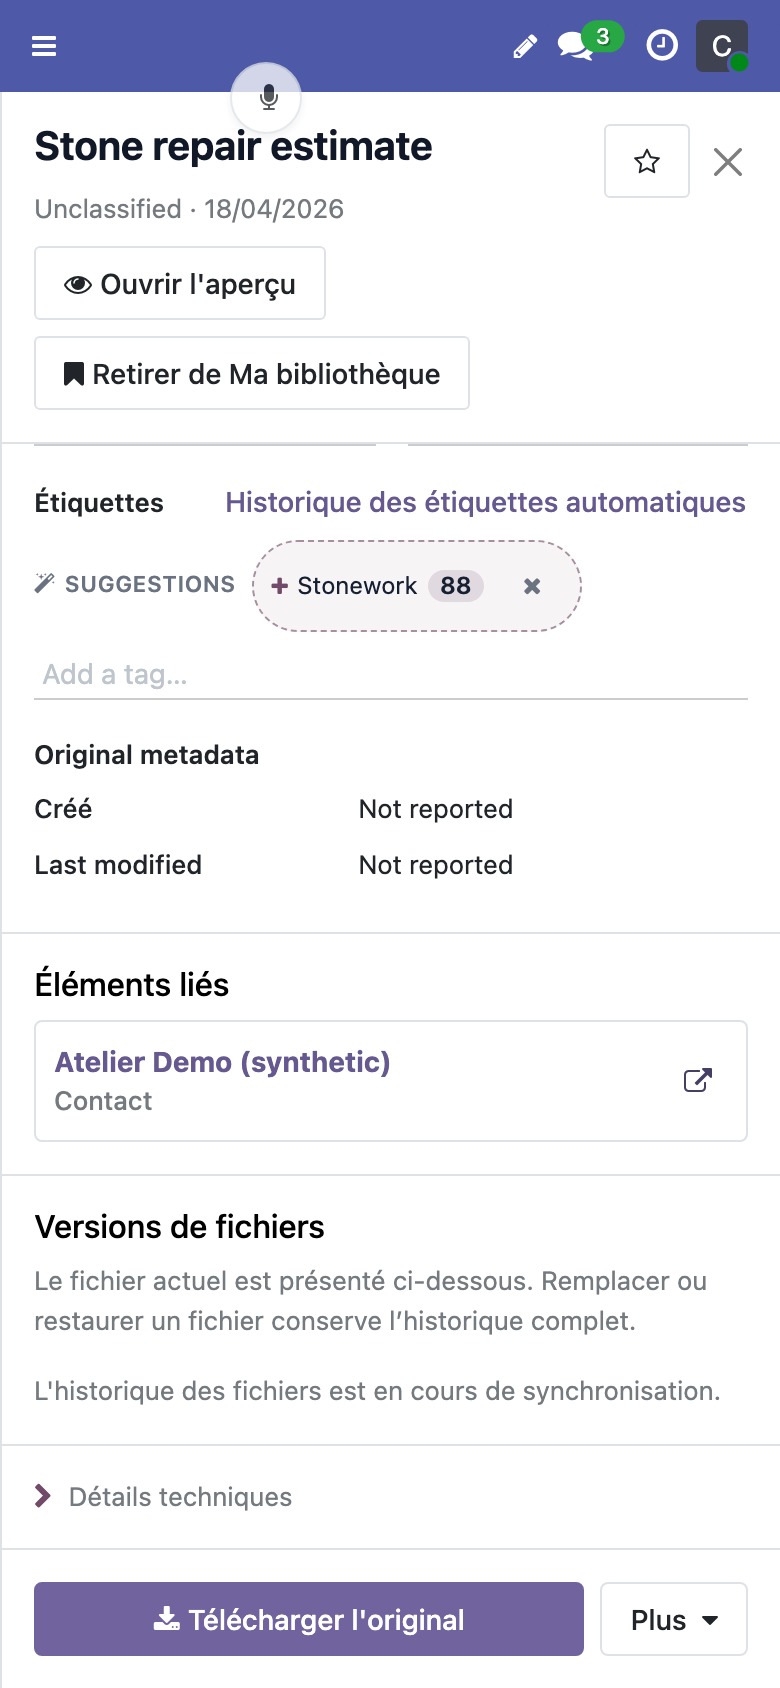 3
C
Stone repair estimate
Unclassified · 18/04/2026
Ouvrir l'aperçu
Retirer de Ma bibliothèque
Étiquettes
Historique des étiquettes automatiques
SUGGESTIONS
Stonework 88
Add a tag...
Original metadata
Créé Not reported
Last modified Not reported
Éléments liés
Atelier Demo (synthetic)
Contact
Versions de fichiers
Le fichier actuel est présenté ci-dessous. Remplacer ou
restaurer un fichier conserve l’historique complet.
L'historique des fichiers est en cours de synchronisation.
Détails techniques
Télécharger l'original
Plus